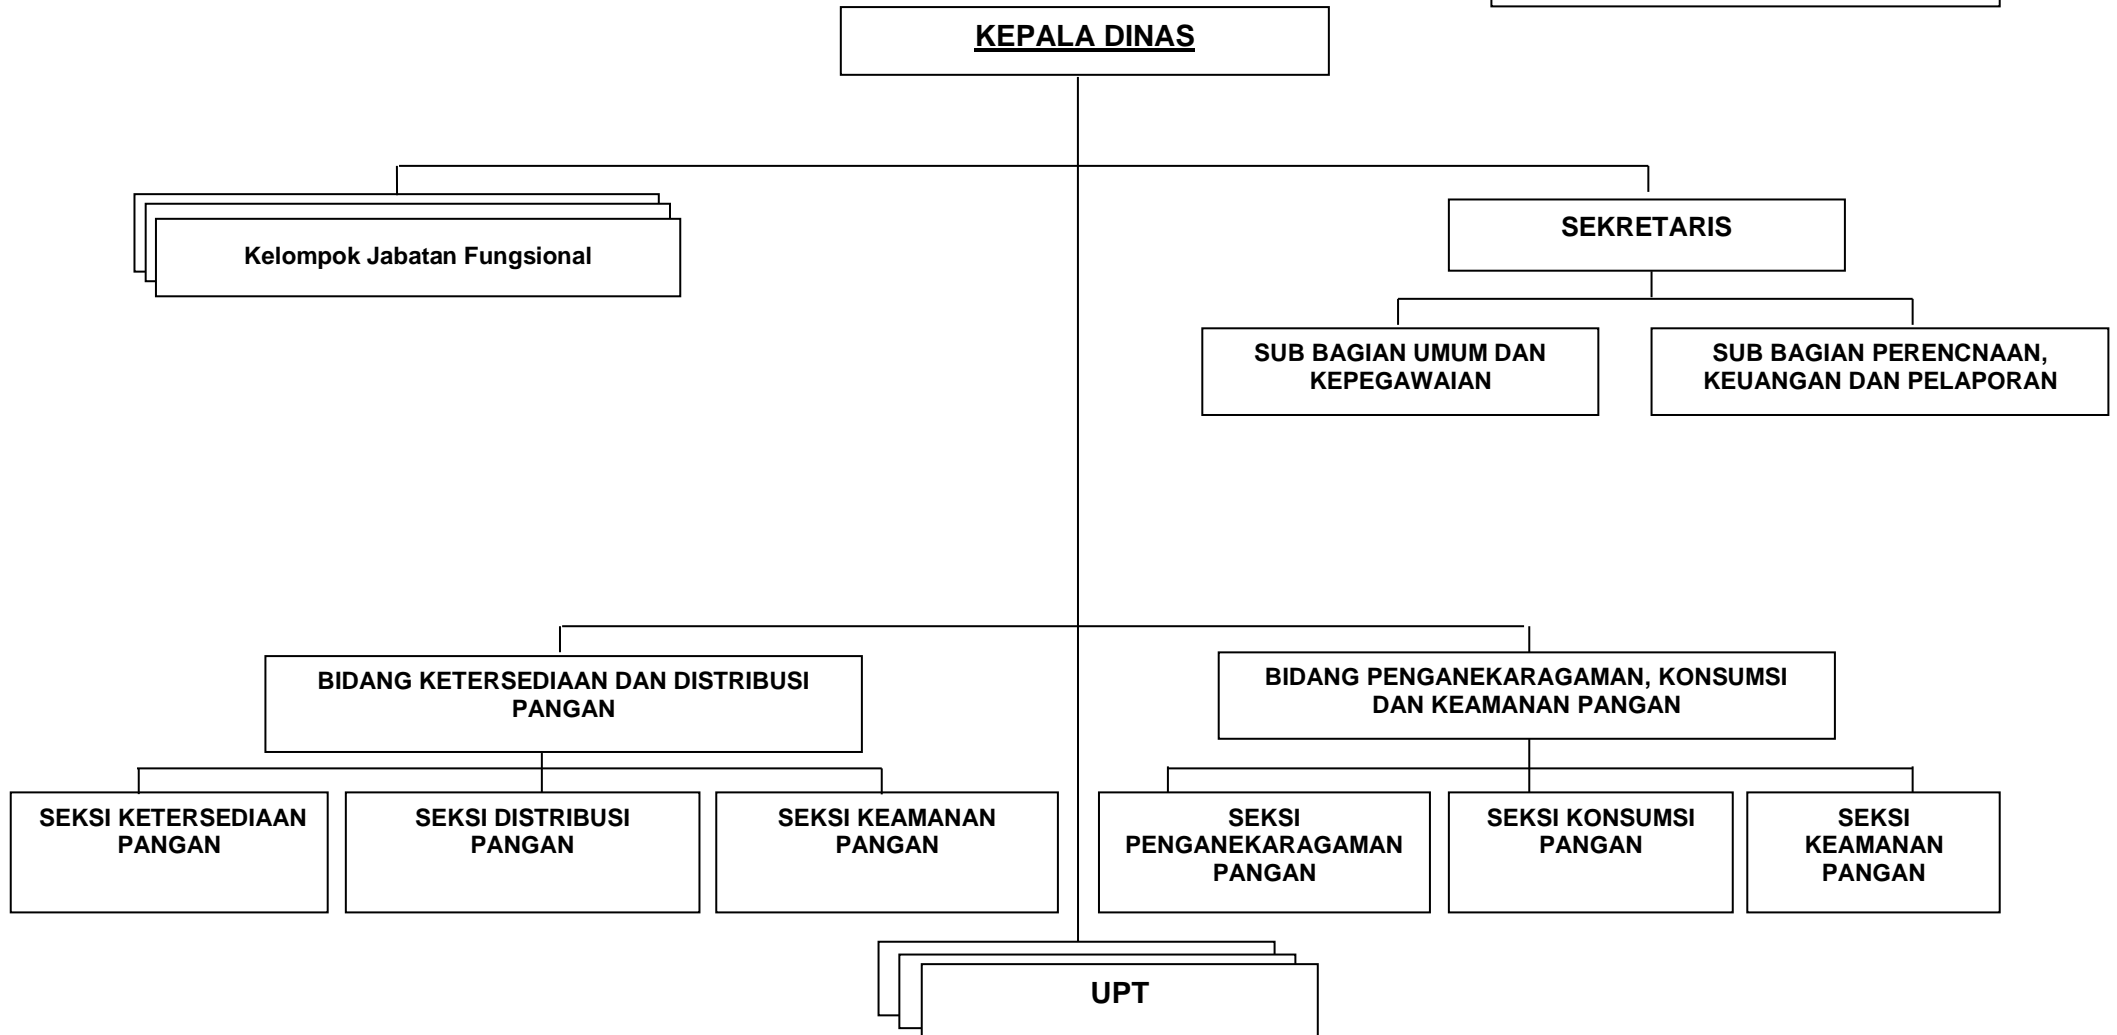 KEPALA DINAS
Kelompok Jabatan Fungsional
SEKRETARIS
SUB BAGIAN UMUM DAN
KEPEGAWAIAN
SUB BAGIAN PERENCNAAN,
KEUANGAN DAN PELAPORAN
BIDANG KETERSEDIAAN DAN DISTRIBUSI
PANGAN
BIDANG PENGANEKARAGAMAN, KONSUMSI
DAN KEAMANAN PANGAN
SEKSI KETERSEDIAAN
PANGAN
SEKSI DISTRIBUSI
PANGAN
SEKSI KEAMANAN
PANGAN
SEKSI
PENGANEKARAGAMAN
PANGAN
SEKSI KONSUMSI
PANGAN
SEKSI
KEAMANAN
PANGAN
UPT